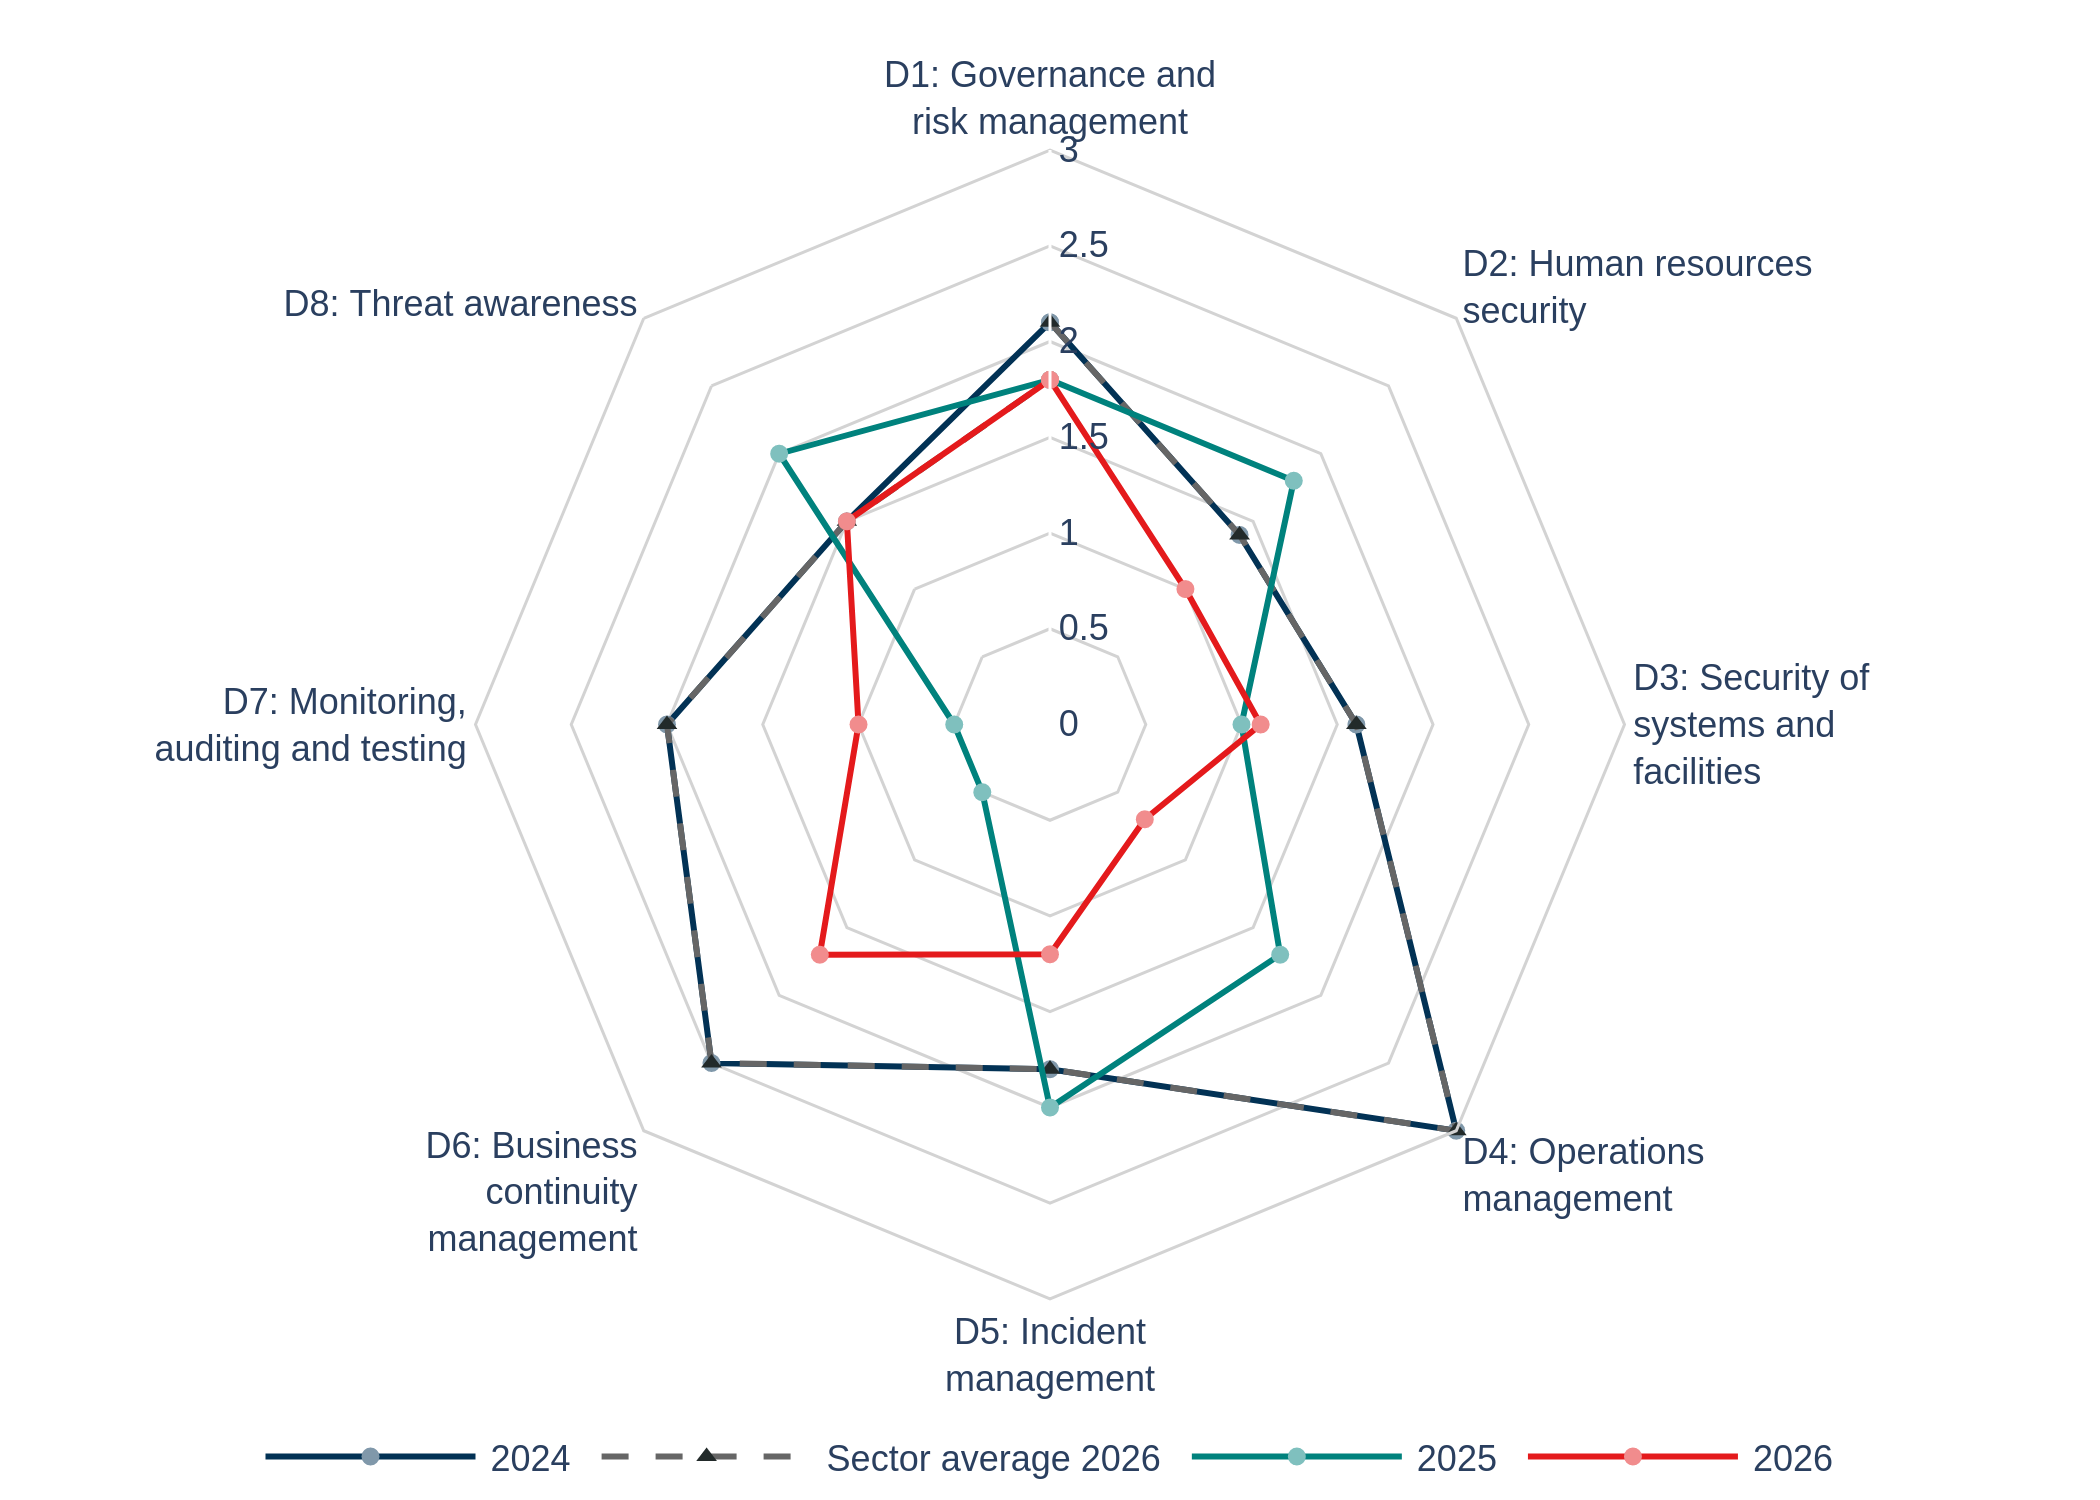 D1: Governance and
risk management
3
2.5
2
1.5
1
0.5
0
D2: Human resources
security
D8: Threat awareness
D3: Security of
systems and
facilities
D7: Monitoring,
auditing and testing
D4: Operations
management
D6: Business
continuity
management
D5: Incident
management
2024
Sector average 2026
2025
2026